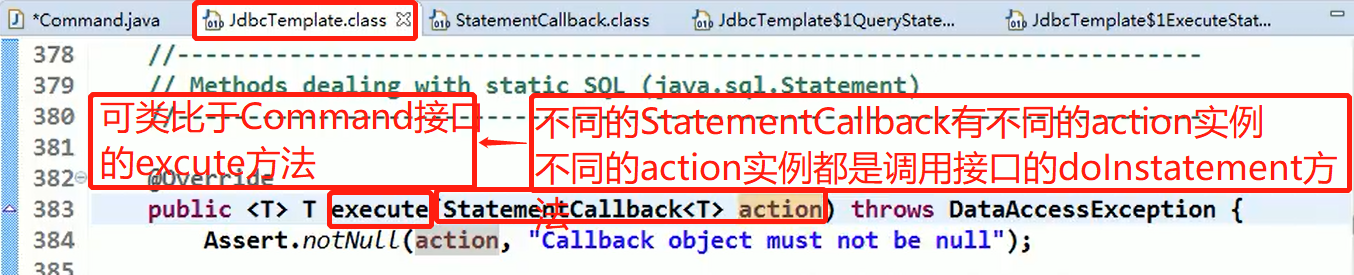 *Command.java JdbcTemplate.class StatementCallback.class JdbcTemplate$1QueryState... JdbcTemplate$1ExecuteStat...
378 //-------------------------------------------------------------------------
379 // Methods dealing with static SQL (java.sql.Statement)
380 //-------------------------------------------------------------------------
可类比于Command接口
的excute方法
不同的StatementCallback有不同的action实例
不同的action实例都是调用接口的doInstatement方
法
381
382 @Override
383 public <T> T execute(StatementCallback<T> action) throws DataAccessException {
384 Assert.notNull(action, "Callback object must not be null");
385